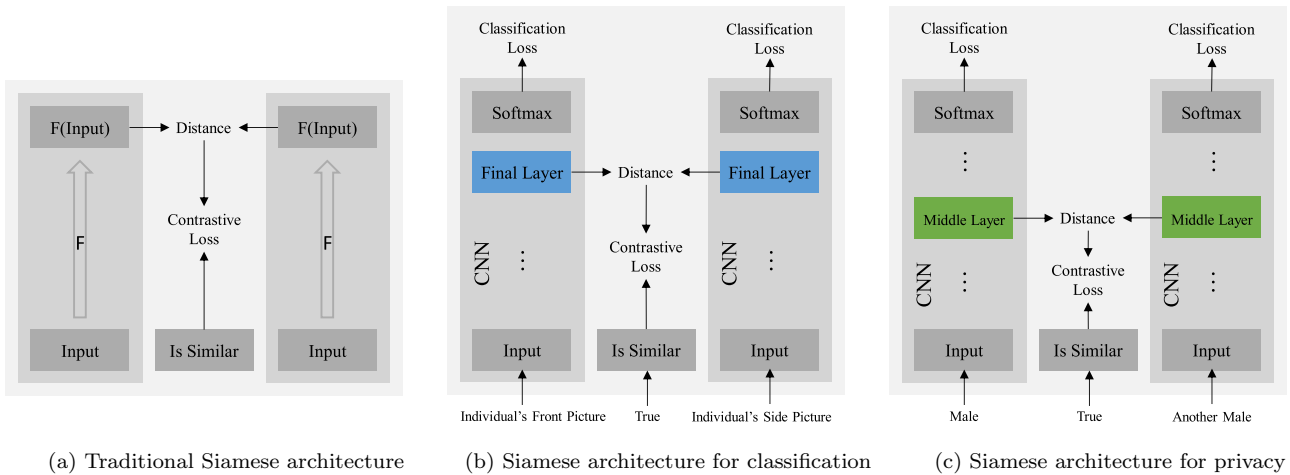 F(Input)
Distance
F(Input)
F
Contrastive
Loss
F
Input
Is Similar
Input
(a) Traditional Siamese architecture
Classification
Loss
Classification
Loss
Softmax
Softmax
Final Layer
Distance
Final Layer
CNN
⋮
Contrastive
Loss
CNN
⋮
Input
Is Similar
Input
Individual's Front Picture
True
Individual's Side Picture
(b) Siamese architecture for classification
Classification
Loss
Classification
Loss
Softmax
Softmax
⋮
⋮
Middle Layer
Distance
Middle Layer
CNN
⋮
Contrastive
Loss
CNN
⋮
Input
Is Similar
Input
Male
True
Another Male
(c) Siamese architecture for privacy